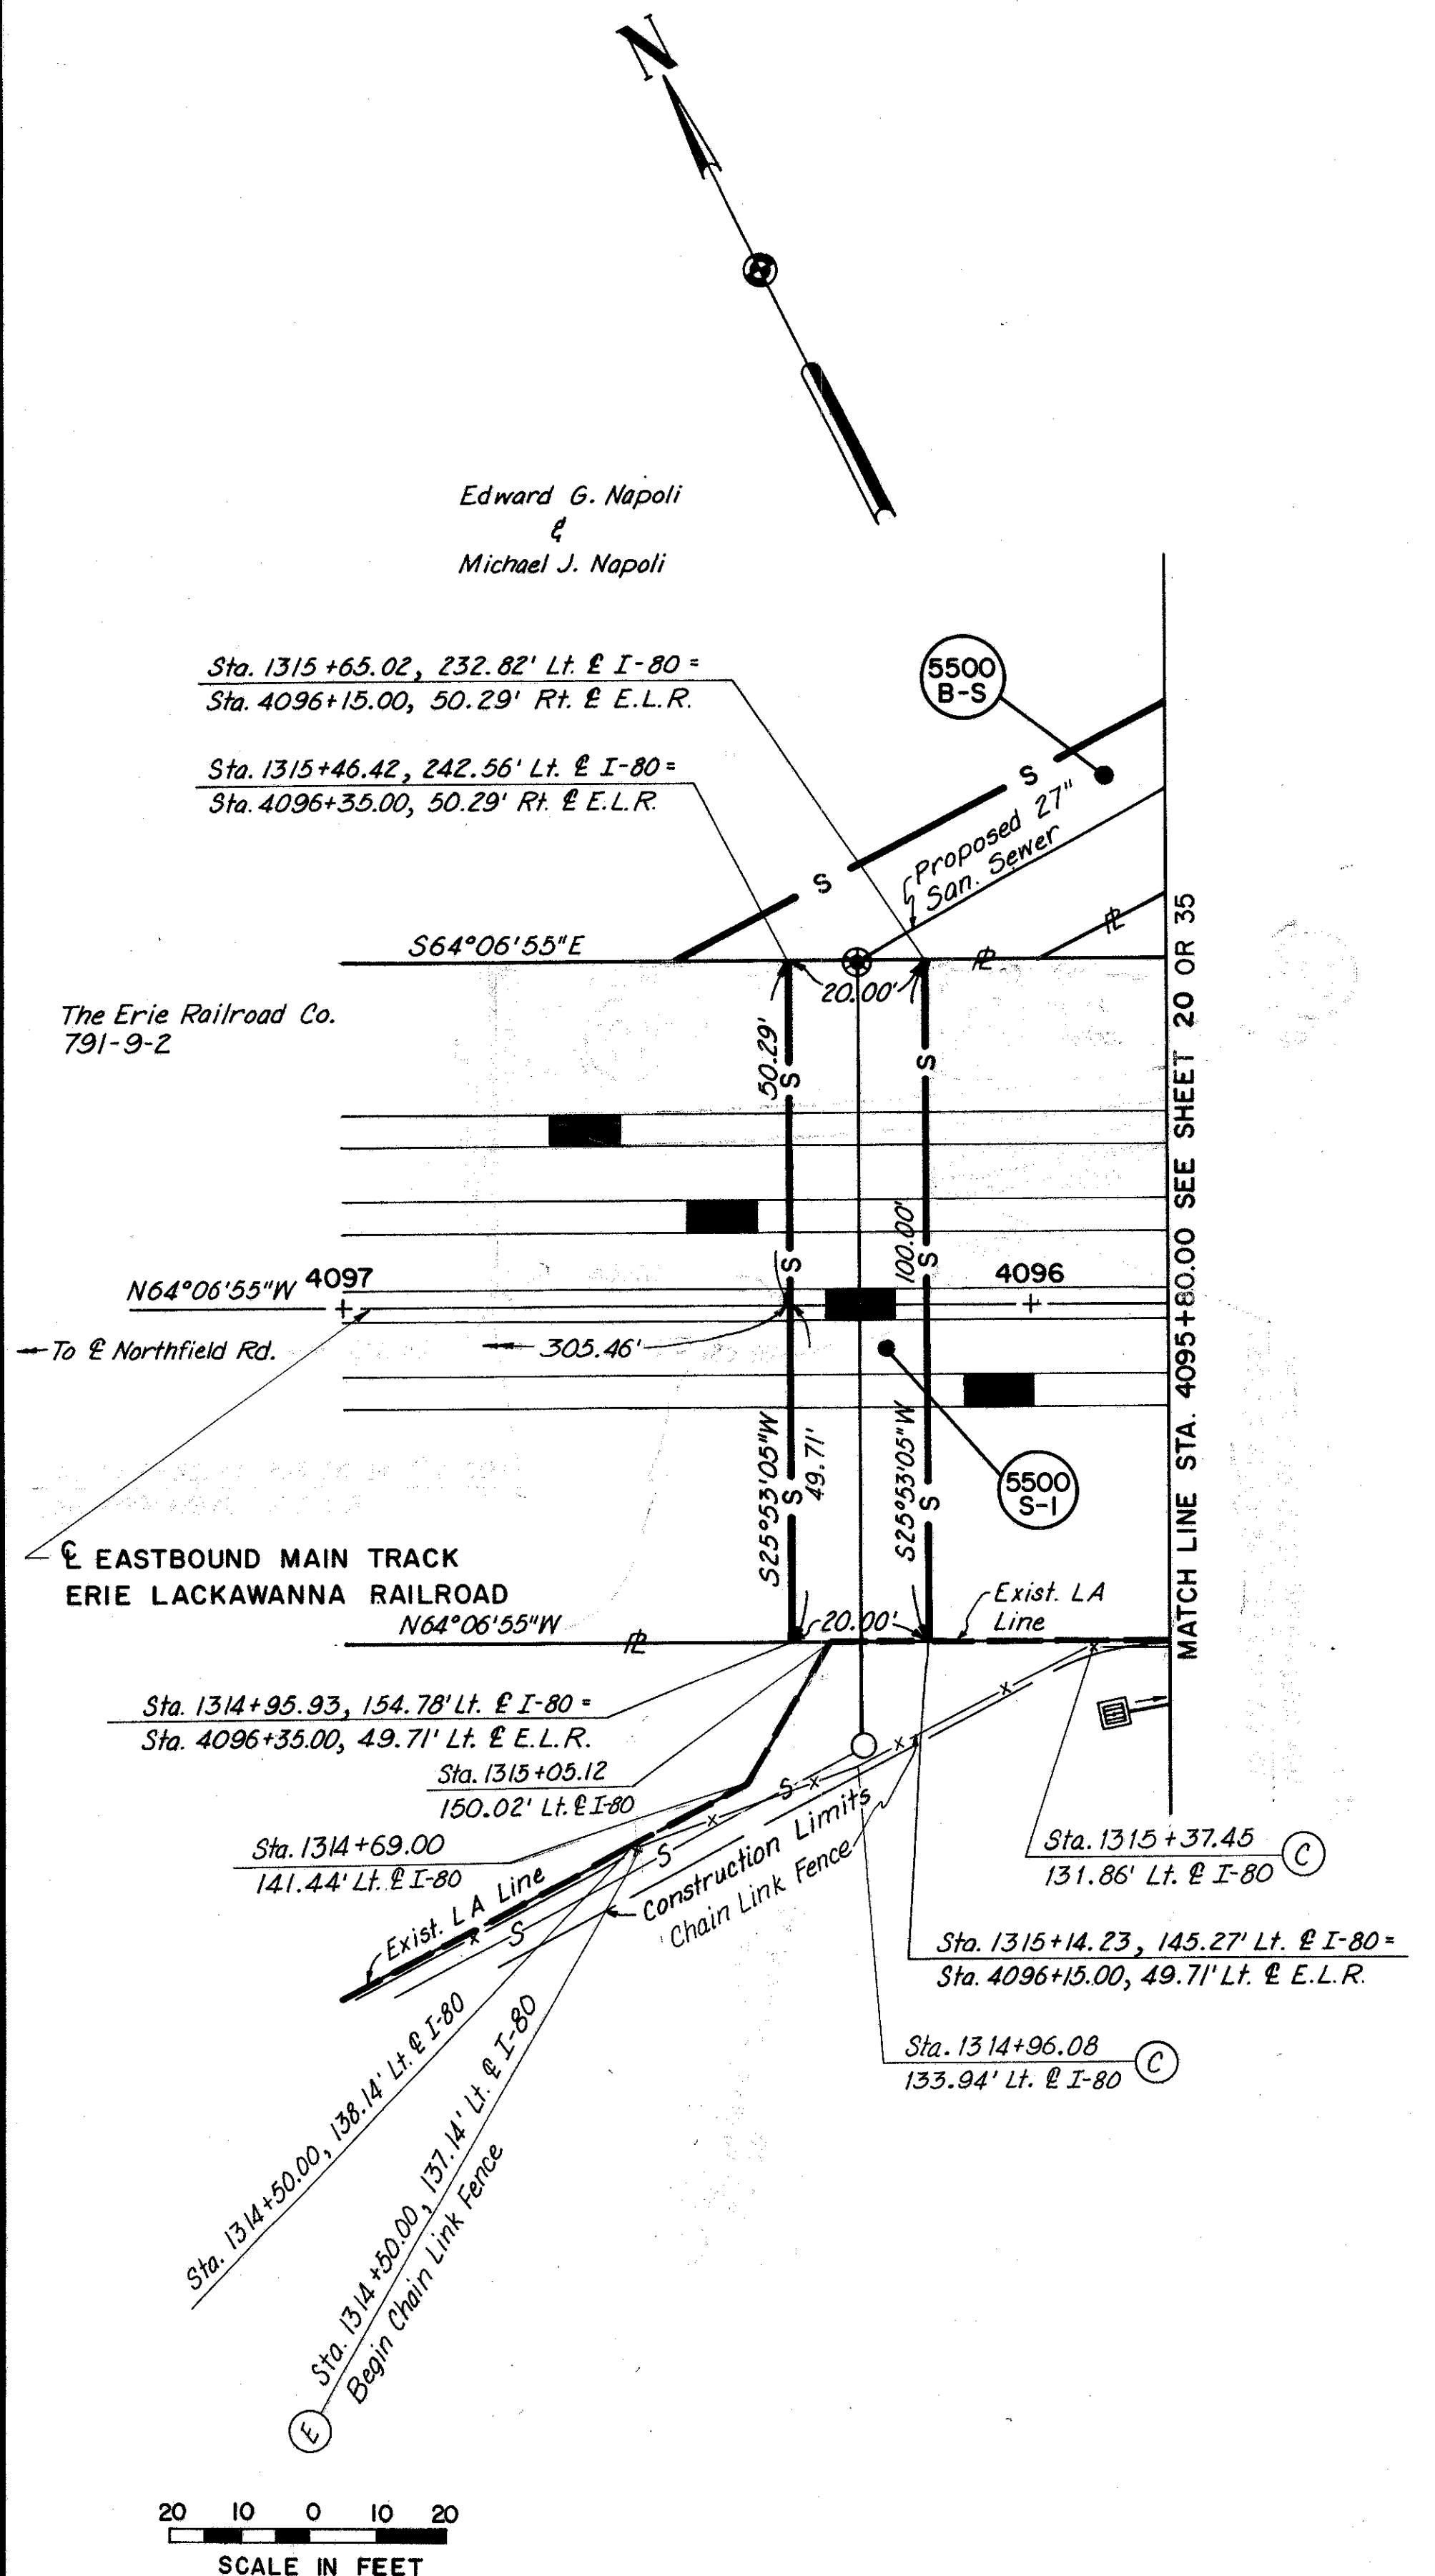 N
Edward G. Napoli
&
Michael J. Napoli
Sta. 1315+65.02, 232.82' Lt. ℄ I-80 =
Sta. 4096+15.00, 50.29' Rt. ℄ E.L.R.
5500
B-S
Sta. 1315+46.42, 242.56' Lt. ℄ I-80 =
Sta. 4096+35.00, 50.29' Rt. ℄ E.L.R.
S
Proposed 27"
San. Sewer
S
S64°06'55"E
℄
℄
20.00'
The Erie Railroad Co.
791-9-2
50.29'
S
S
100.00'
S
S
N64°06'55"W
4097
4096
To ℄ Northfield Rd.
305.46'
S25°53'05"W
S
49.71'
S25°53'05"W
S
5500
S-1
MATCH LINE STA. 4095+80.00 SEE SHEET 20 OR 35
℄ EASTBOUND MAIN TRACK
ERIE LACKAWANNA RAILROAD
N64°06'55"W
℄
20.00'
Exist. LA
Line
Sta. 1314+95.93, 154.78' Lt. ℄ I-80 =
Sta. 4096+35.00, 49.71' Lt. ℄ E.L.R.
Sta. 1315+05.12
150.02' Lt. ℄ I-80
Sta. 1314+69.00
141.44' Lt. ℄ I-80
S
S
S
Exist. LA Line
Construction Limits
Chain Link Fence
Sta. 1315+37.45
131.86' Lt. ℄ I-80
C
Sta. 1315+14.23, 145.27' Lt. ℄ I-80 =
Sta. 4096+15.00, 49.71' Lt. ℄ E.L.R.
Sta. 1314+96.08
133.94' Lt. ℄ I-80
C
Sta. 1314+50.00, 138.14' Lt. ℄ I-80
Sta. 1314+50.00, 137.14' Lt. ℄ I-80
Begin Chain Link Fence
E
20 10 0 10 20
SCALE IN FEET